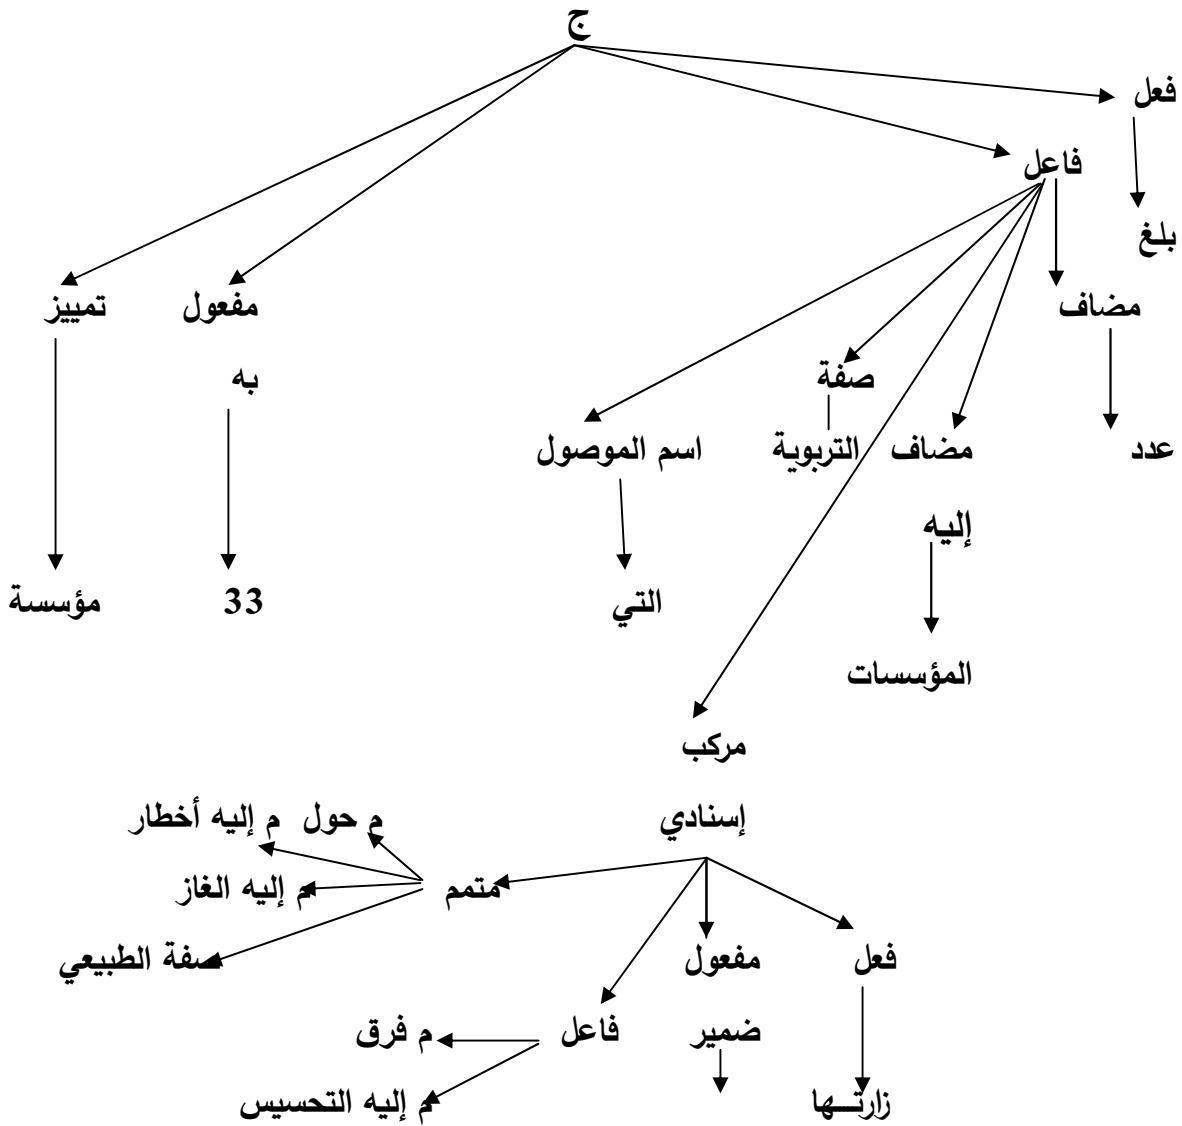 ج
فعل
فاعل
بلغ
مضاف
مفعول
تمييز
به
صفة
عدد
مضاف
التربوية
اسم الموصول
إليه
التي
33
مؤسسة
المؤسسات
مركب
إسنادي
م حول
م إليه أخطار
متمم
م إليه الغاز
فعل
مفعول
صفة الطبيعي
ضمير
فاعل
م فرق
زارتــها
م إليه التحسيس